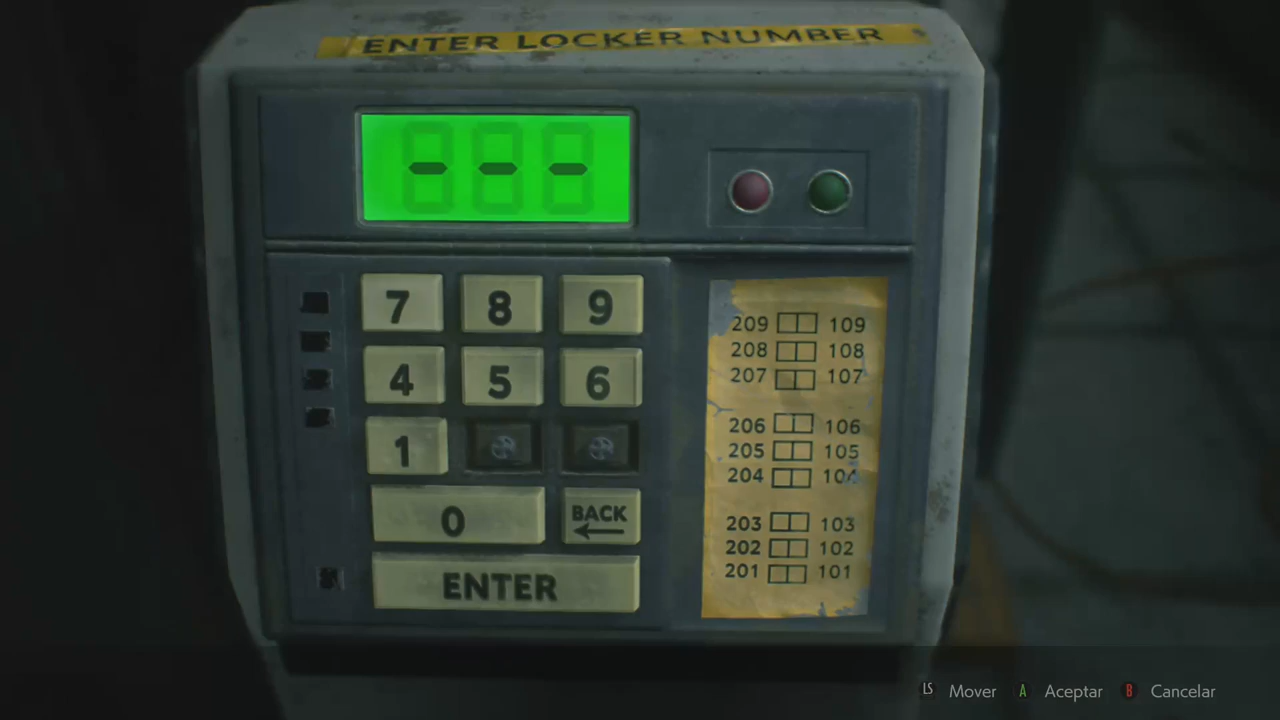 ENTER LOCKER NUMBER
- - -
7 8 9
4 5 6
1
0 BACK
ENTER
209 109
208 108
207 107
206 106
205 105
204 104
203 103
202 102
201 101
LS Mover A Aceptar B Cancelar